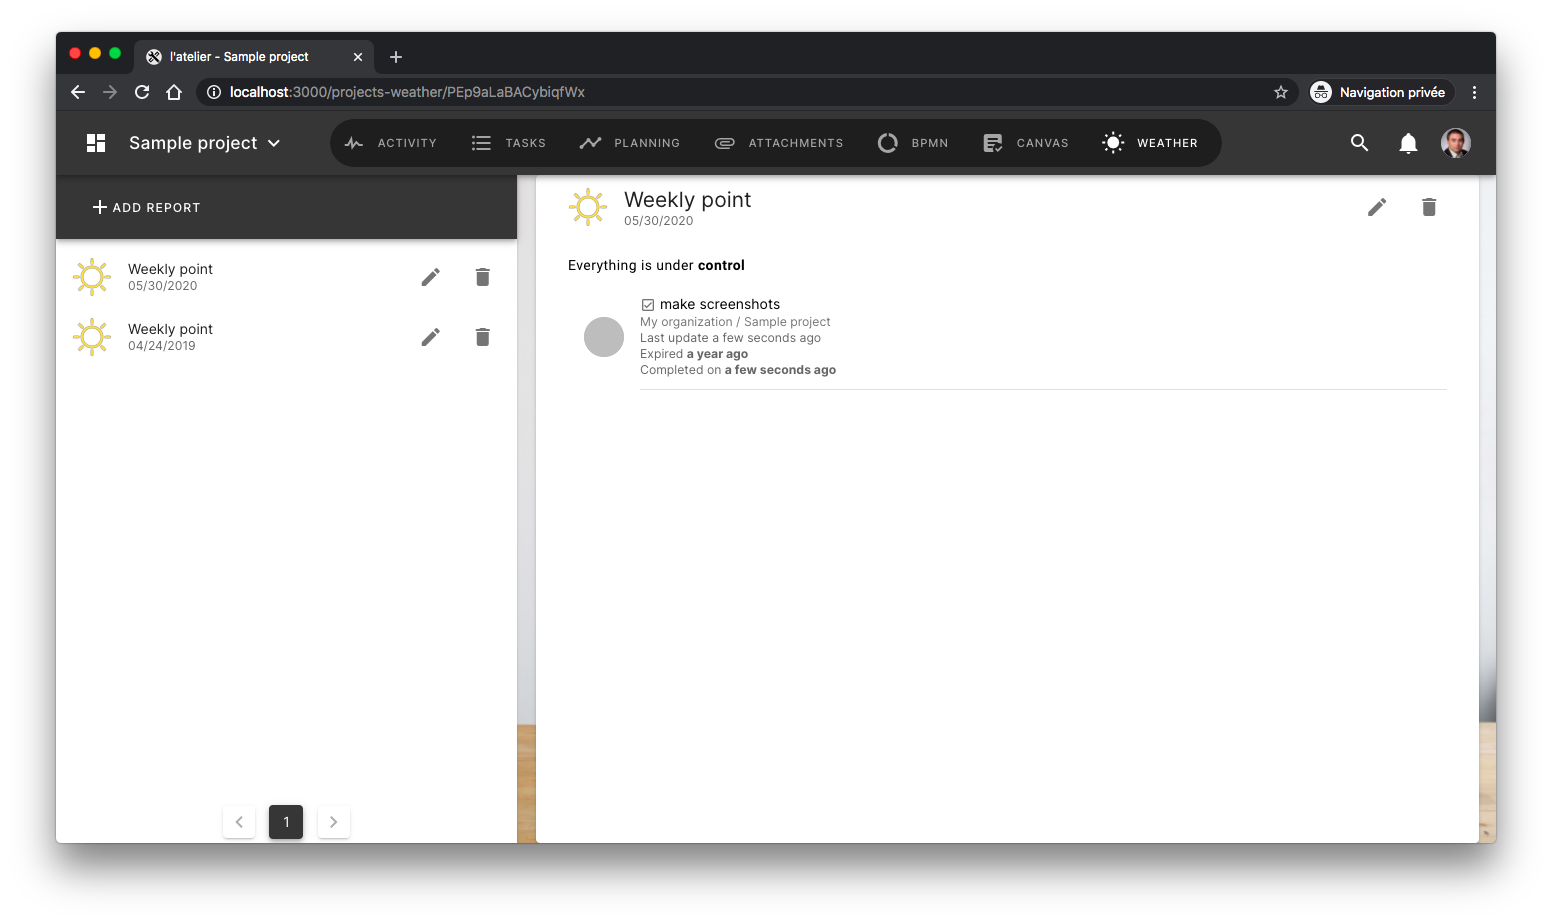 l'atelier - Sample project
localhost:3000/projects-weather/PEp9aLaBACybiqfWx
Navigation privée
Sample project
ACTIVITY
TASKS
PLANNING
ATTACHMENTS
BPMN
CANVAS
WEATHER
ADD REPORT
Weekly point
05/30/2020
Weekly point
04/24/2019
1
Weekly point
05/30/2020
Everything is under control
make screenshots
My organization / Sample project
Last update a few seconds ago
Expired a year ago
Completed on a few seconds ago